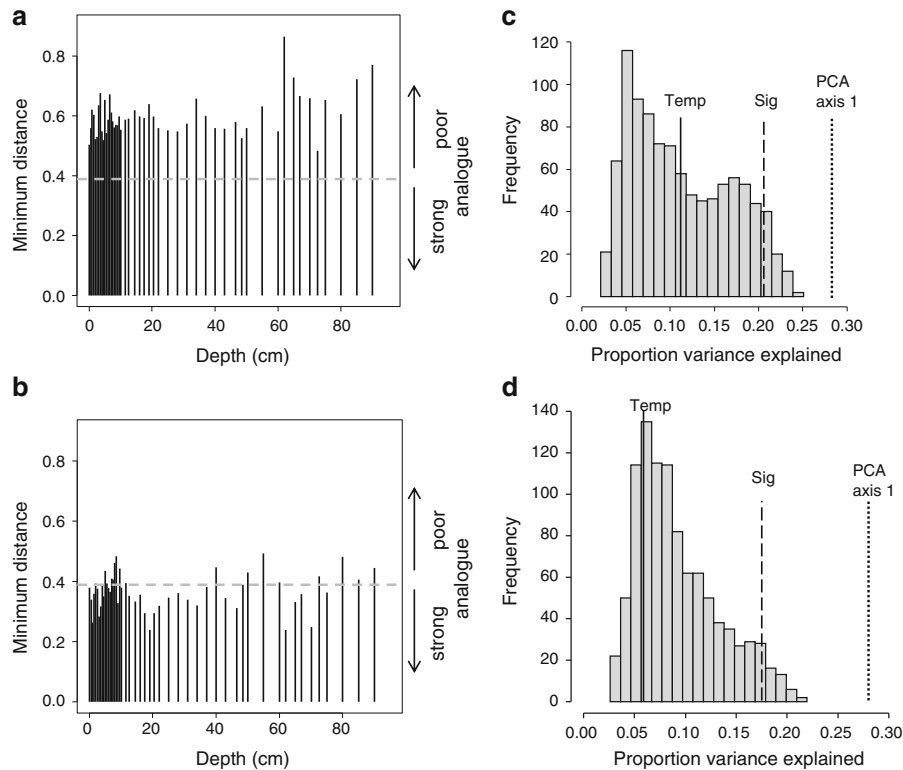 a
0.8
0.6
0.4
0.2
0.0
Minimum distance
0
20
40
60
80
Depth (cm)
poor
strong
analogue
c
120
100
80
60
40
20
0
Frequency
Temp
Sig
PCA
axis 1
0.00
0.05
0.10
0.15
0.20
0.25
0.30
Proportion variance explained
b
0.8
0.6
0.4
0.2
0.0
Minimum distance
0
20
40
60
80
Depth (cm)
poor
strong
analogue
d
140
120
100
80
60
40
20
0
Frequency
Temp
Sig
PCA
axis 1
0.00
0.05
0.10
0.15
0.20
0.25
0.30
Proportion variance explained